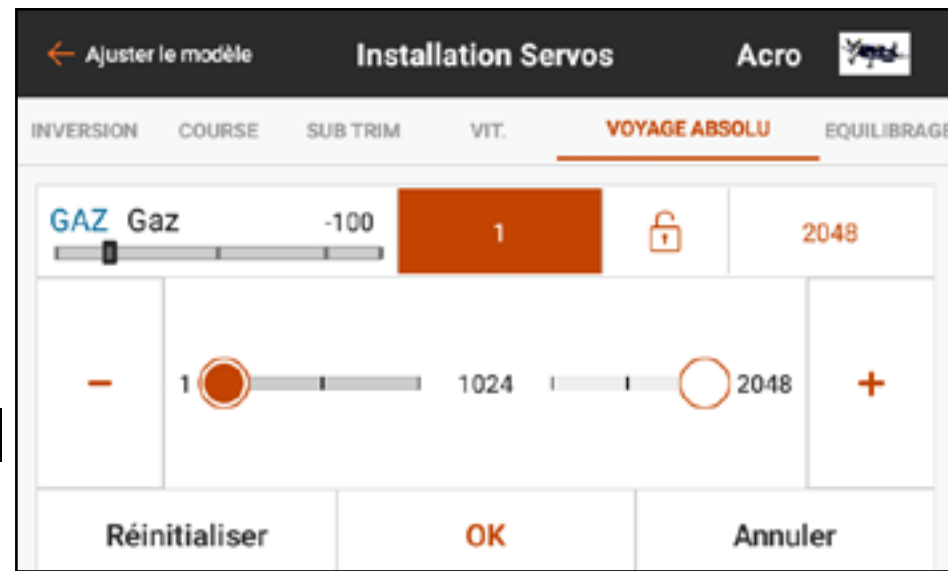 Ajuster le modèle Installation Servos Acro
INVERSION COURSE SUB TRIM VIT. VOYAGE ABSOLU EQUILIBRAGE
GAZ Gaz -100 1 2048
- 1 1024 2048 +
Réinitialiser OK Annuler